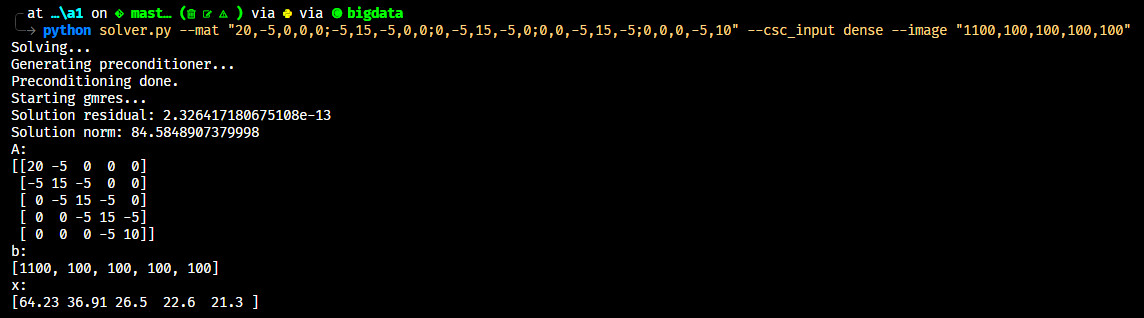 at …\a1 on mast… ( ) via via bigdata
python solver.py --mat "20,-5,0,0,0;-5,15,-5,0,0;0,-5,15,-5,0;0,0,-5,15,-5;0,0,0,-5,10" --csc_input dense --image "1100,100,100,100,100"
Solving...
Generating preconditioner...
Preconditioning done.
Starting gmres...
Solution residual: 2.326417180675108e-13
Solution norm: 84.5848907379998
A:
[[20 -5  0  0  0]
 [-5 15 -5  0  0]
 [ 0 -5 15 -5  0]
 [ 0  0 -5 15 -5]
 [ 0  0  0 -5 10]]
b:
[1100, 100, 100, 100, 100]
x:
[64.23 36.91 26.5  22.6  21.3 ]